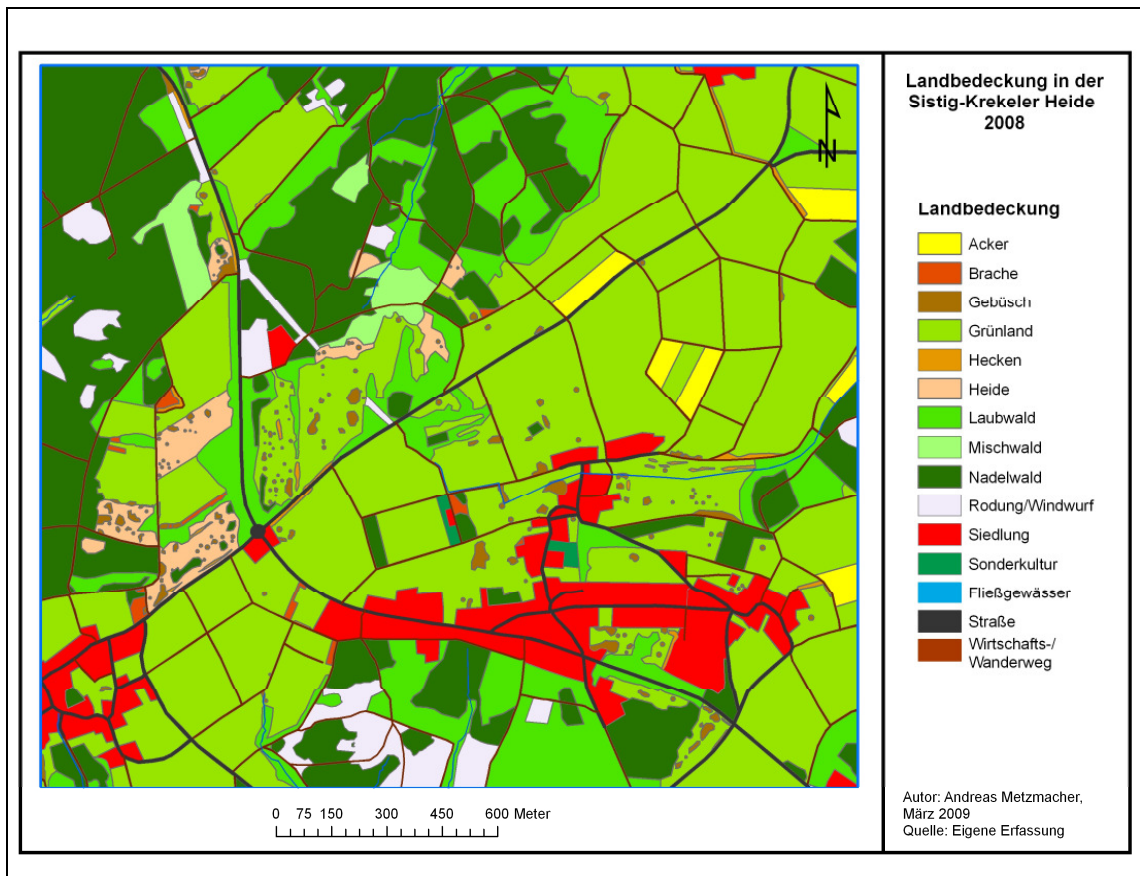 Landbedeckung in der
Sistig-Krekeler Heide
2008
N
Landbedeckung
Acker
Brache
Gebüsch
Grünland
Hecken
Heide
Laubwald
Mischwald
Nadelwald
Rodung/Windwurf
Siedlung
Sonderkultur
Fließgewässer
Straße
Wirtschafts-/
Wanderweg
0 75 150 300 450 600 Meter
Autor: Andreas Metzmacher,
März 2009
Quelle: Eigene Erfassung